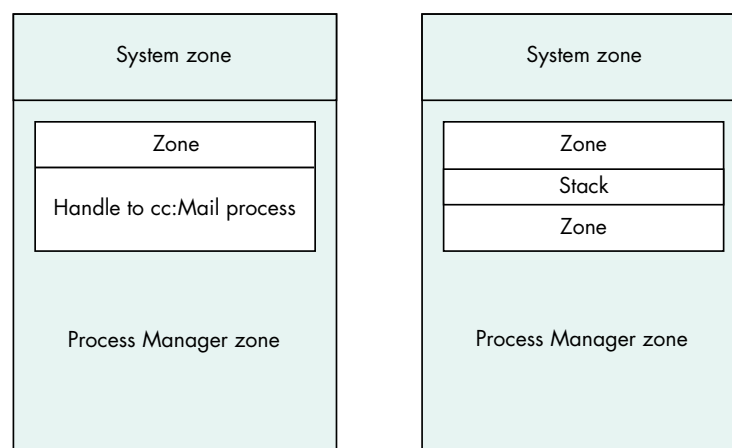 System zone
Zone
Handle to cc:Mail process
Process Manager zone
System zone
Zone
Stack
Zone
Process Manager zone